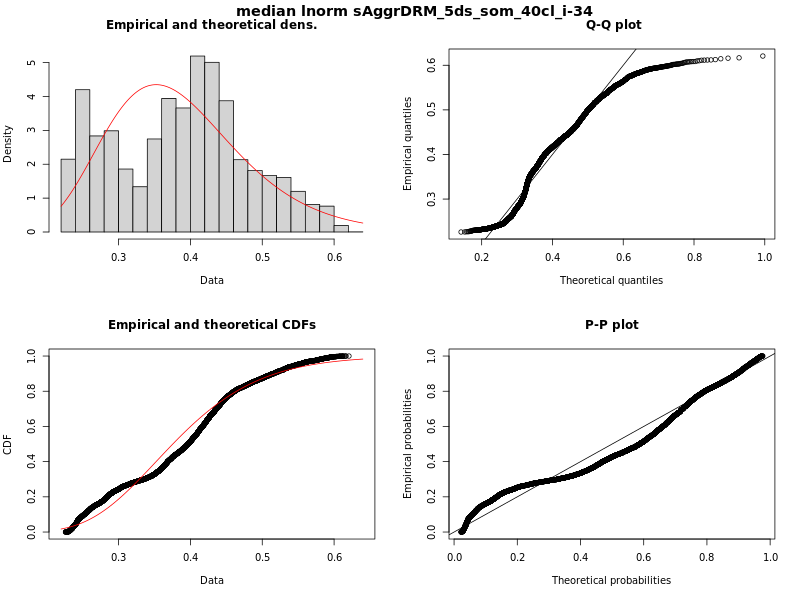 median lnorm sAggrDRM_5ds_som_40cl_i-34
Empirical and theoretical dens.
Density
0 1 2 3 4 5
0.3 0.4 0.5 0.6
Data
Q-Q plot
Empirical quantiles
0.3 0.4 0.5 0.6
0.2 0.4 0.6 0.8 1.0
Theoretical quantiles
Empirical and theoretical CDFs
CDF
0.0 0.2 0.4 0.6 0.8 1.0
0.3 0.4 0.5 0.6
Data
P-P plot
Empirical probabilities
0.0 0.2 0.4 0.6 0.8 1.0
0.0 0.2 0.4 0.6 0.8 1.0
Theoretical probabilities